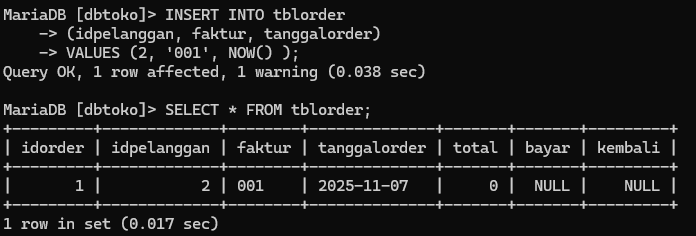 MariaDB [dbtoko]> INSERT INTO tblorder
    -> (idpelanggan, faktur, tanggalorder)
    -> VALUES (2, '001', NOW() );
Query OK, 1 row affected, 1 warning (0.038 sec)

MariaDB [dbtoko]> SELECT * FROM tblorder;
+---------+-------------+--------+--------------+-------+-------+---------+
| idorder | idpelanggan | faktur | tanggalorder | total | bayar | kembali |
+---------+-------------+--------+--------------+-------+-------+---------+
|       1 |           2 | 001    | 2025-11-07   |     0 |  NULL |    NULL |
+---------+-------------+--------+--------------+-------+-------+---------+
1 row in set (0.017 sec)